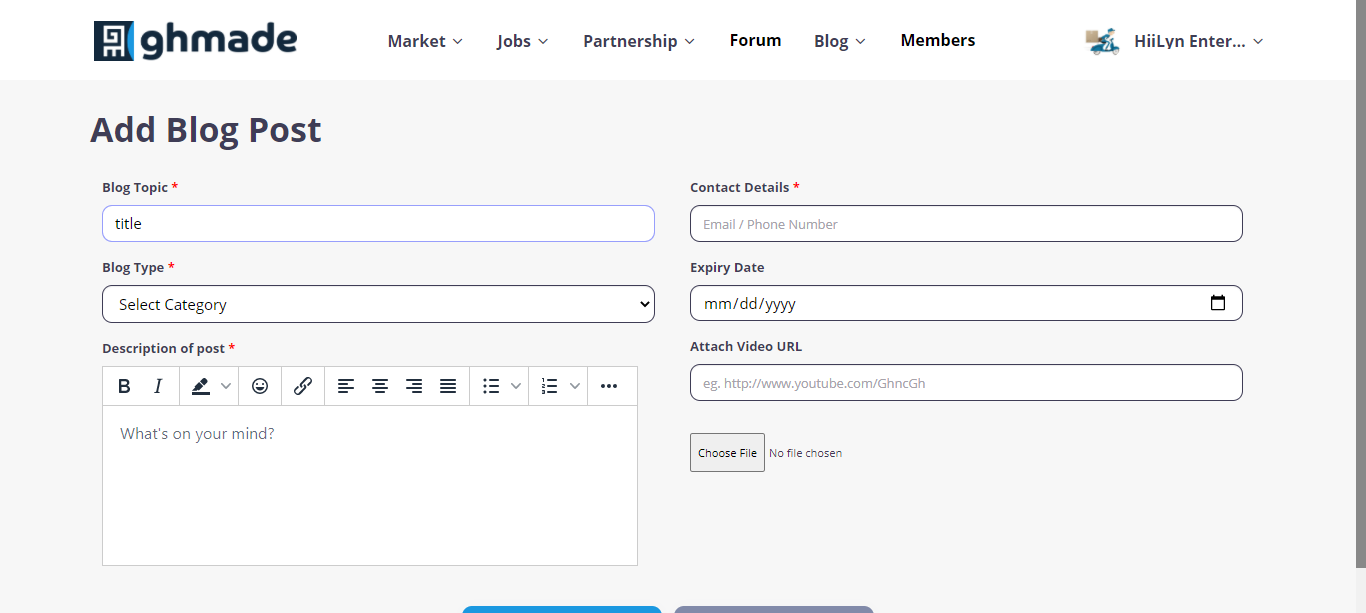 ghmade
Market
Jobs
Partnership
Forum
Blog
Members
HiiLyn Enter...
Add Blog Post
Blog Topic *
title
Blog Type *
Select Category
Description of post *
B I
What's on your mind?
Contact Details *
Email / Phone Number
Expiry Date
mm/dd/yyyy
Attach Video URL
eg. http://www.youtube.com/GhncGh
Choose File No file chosen